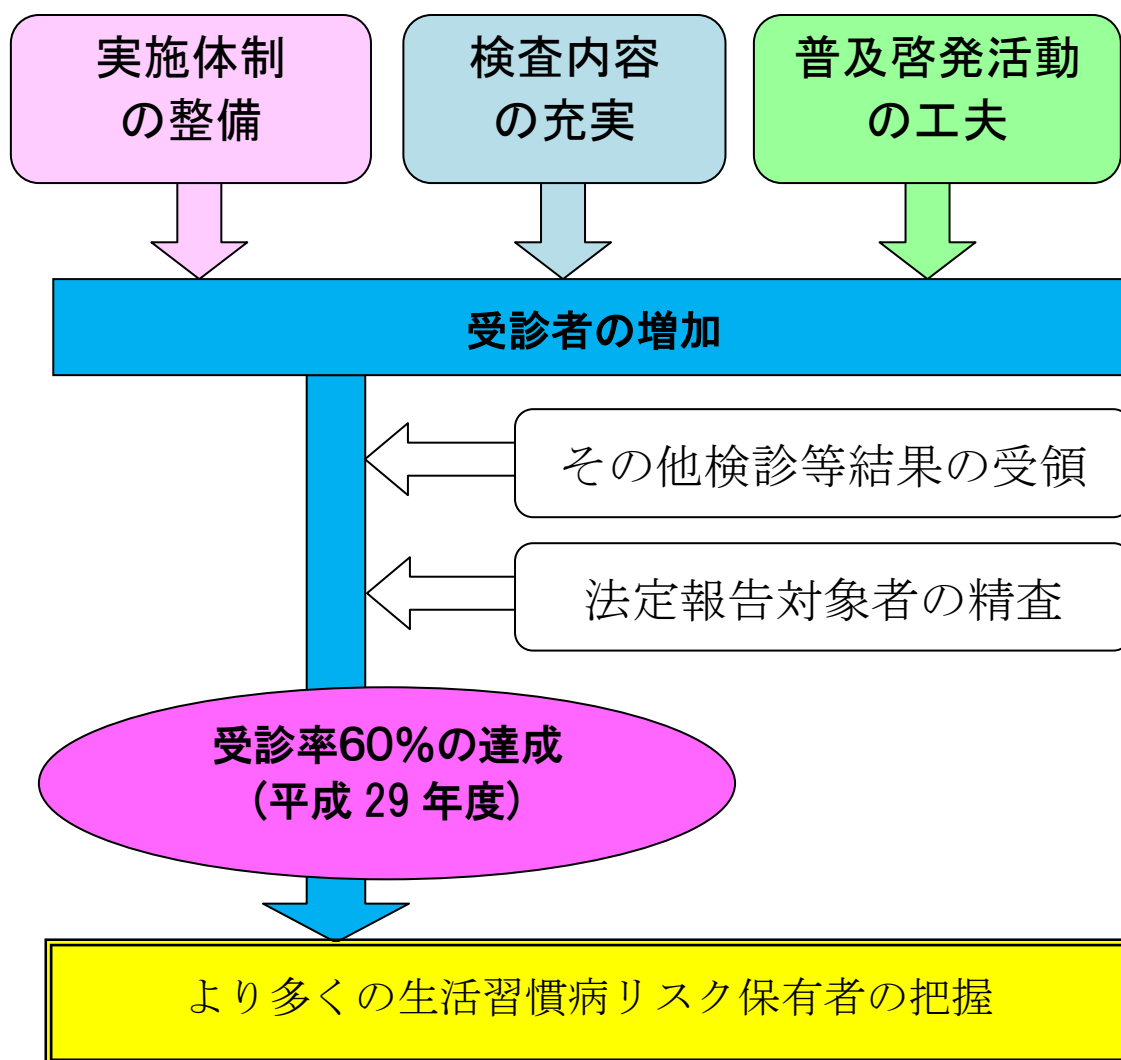 実施体制
の整備
検査内容
の充実
普及啓発活動
の工夫
受診者の増加
その他検診等結果の受領
法定報告対象者の精査
受診率60%の達成
(平成 29 年度)
より多くの生活習慣病リスク保有者の把握